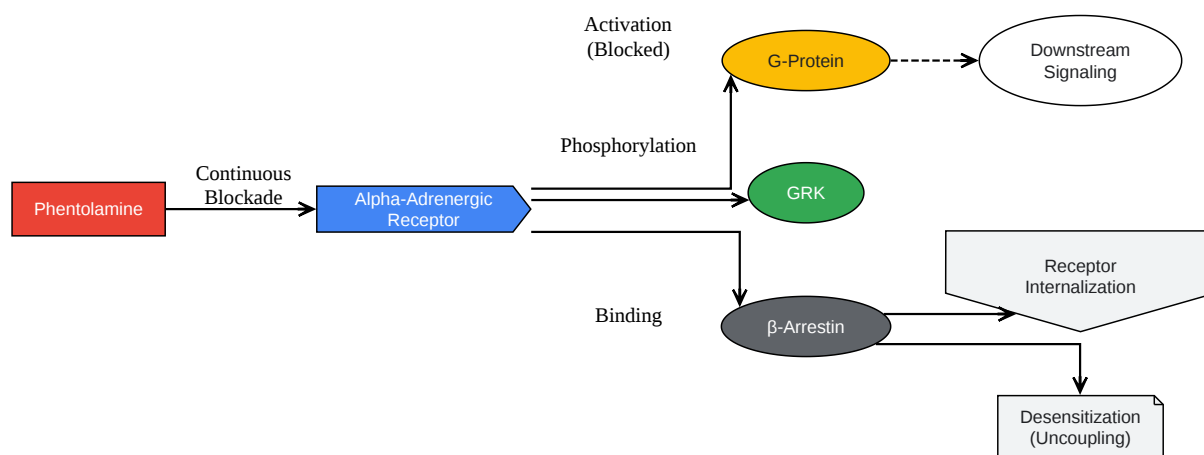 Activation
(Blocked)
G-Protein
Downstream
Signaling
Phosphorylation
Continuous
Blockade
Phentolamine
Alpha-Adrenergic
Receptor
GRK
Receptor
Internalization
Binding
β-Arrestin
Desensitization
(Uncoupling)